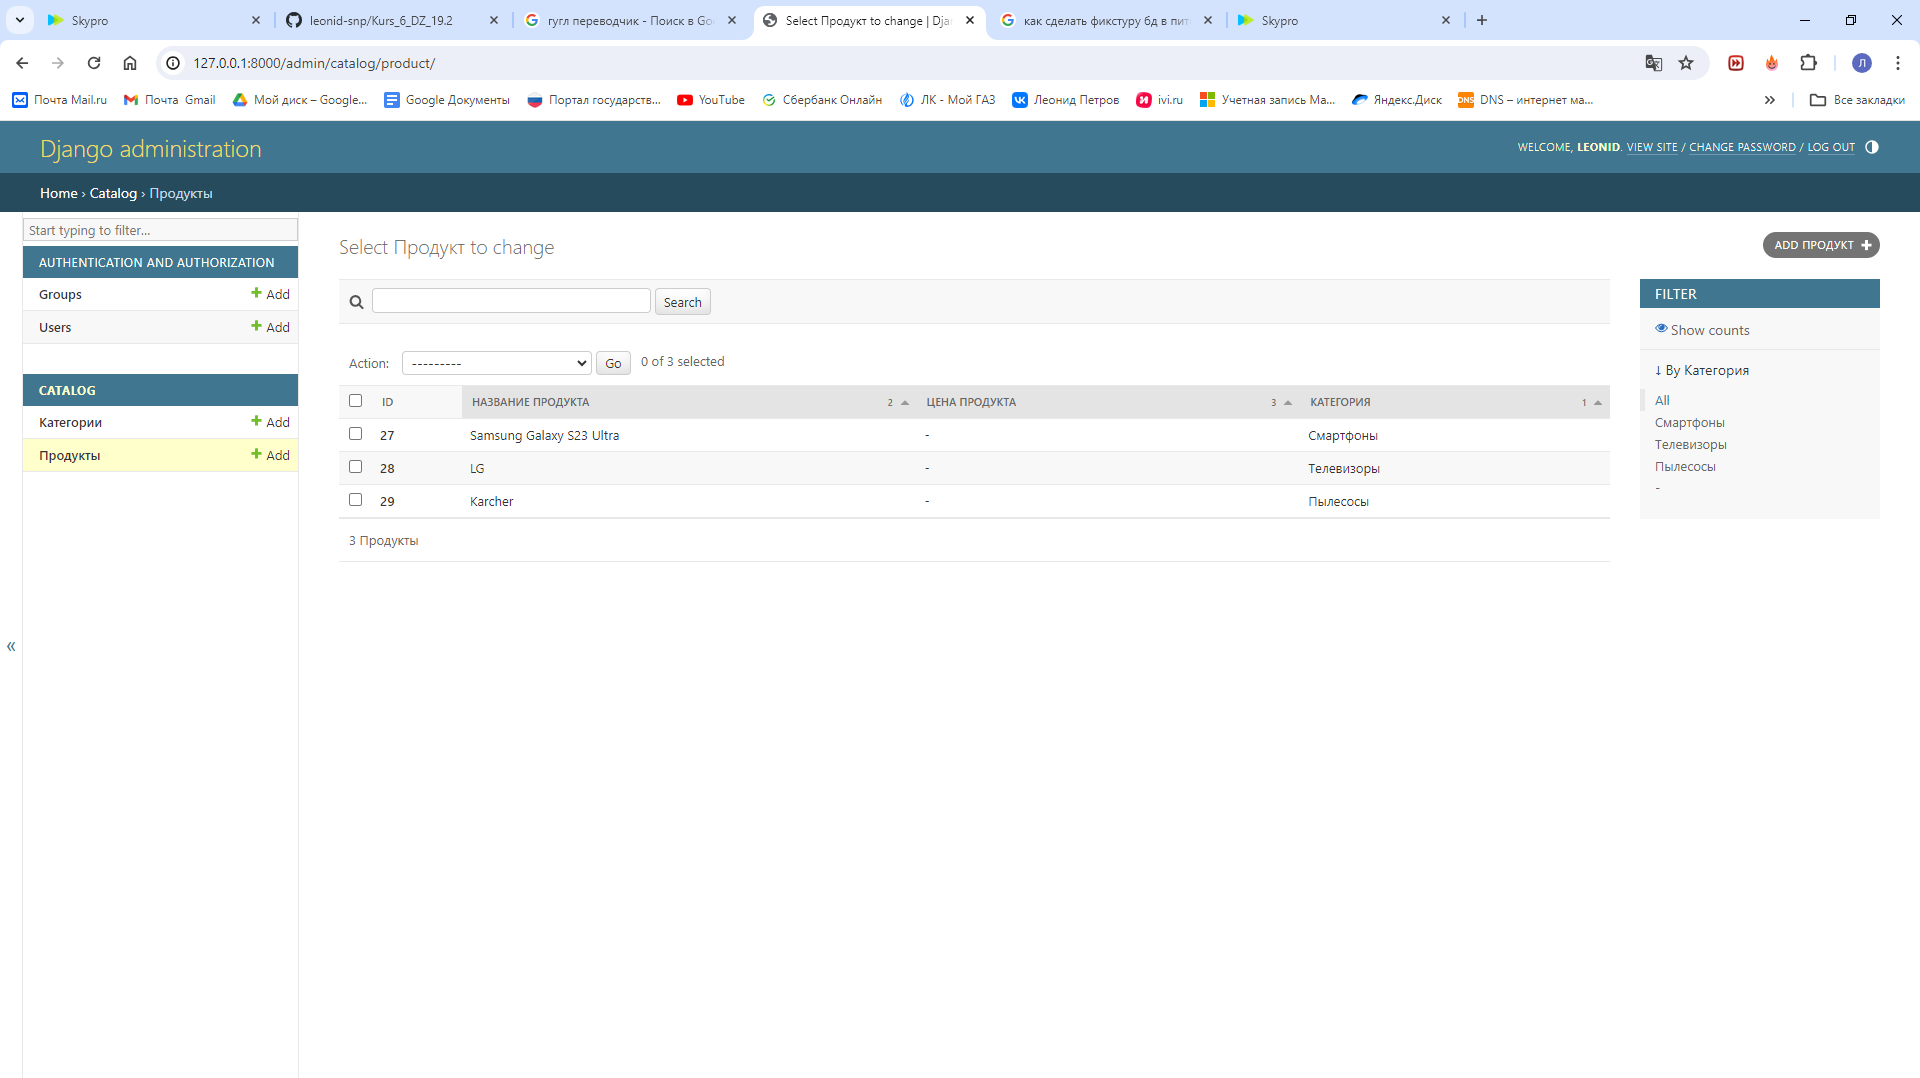 Skypro
leonid-snp/Kurs_6_DZ_19.2
гугл переводчик - Поиск в Go
Select Продукт to change | Dja
как сделать фикстуру бд в пит
Skypro
127.0.0.1:8000/admin/catalog/product/
Л
Почта Mail.ru
Почта Gmail
Мой диск – Google...
Google Документы
Портал государств...
YouTube
Сбербанк Онлайн
ЛК - Мой ГАЗ
Леонид Петров
ivi.ru
Учетная запись Ма...
Яндекс.Диск
DNS – интернет ма...
Все закладки
Django administration
WELCOME, LEONID. VIEW SITE / CHANGE PASSWORD / LOG OUT
Home › Catalog › Продукты
Start typing to filter...
AUTHENTICATION AND AUTHORIZATION
Groups + Add
Users + Add
CATALOG
Категории + Add
Продукты + Add
«
Select Продукт to change
ADD ПРОДУКТ +
Search
Action: --------- Go 0 of 3 selected
ID НАЗВАНИЕ ПРОДУКТА 2 ЦЕНА ПРОДУКТА 3 КАТЕГОРИЯ 1
27 Samsung Galaxy S23 Ultra - Смартфоны
28 LG - Телевизоры
29 Karcher - Пылесосы
3 Продукты
FILTER
Show counts
↓ By Категория
All
Смартфоны
Телевизоры
Пылесосы
-